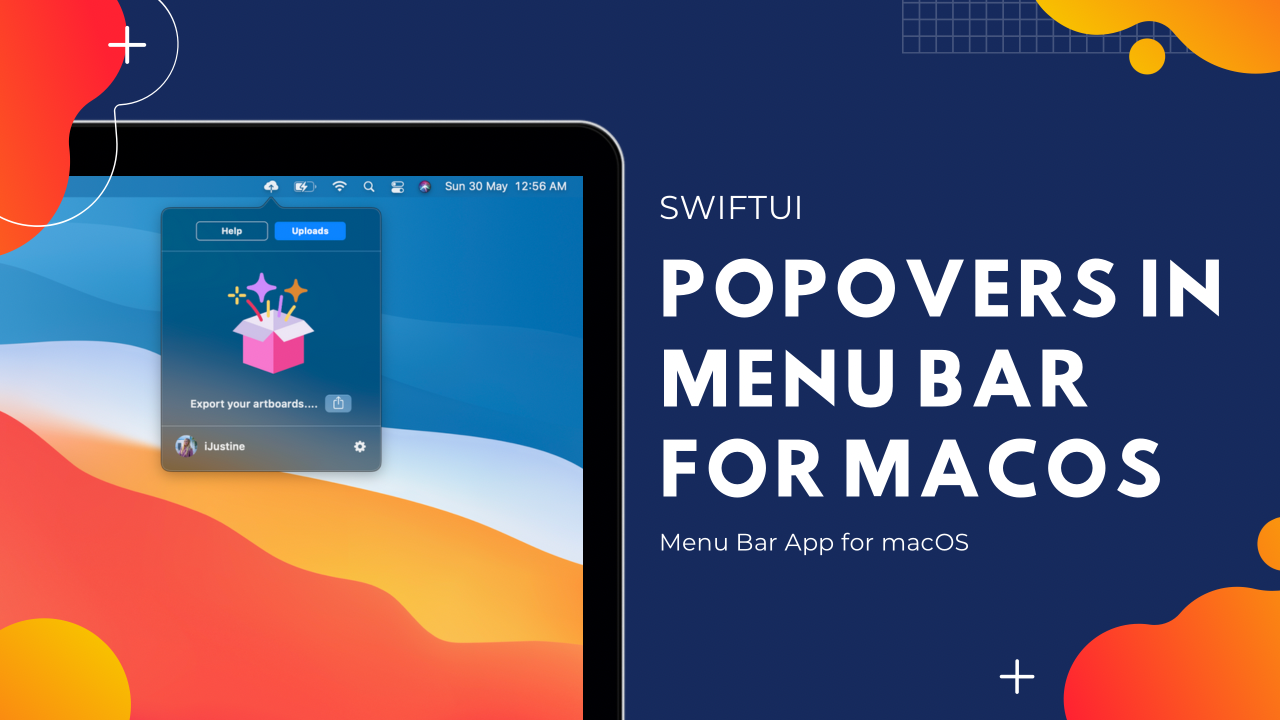 Sun 30 May 12:56 AM
Help Uploads
Export your artboards....
iJustine
SWIFTUI
POPOVERS IN
MENU BAR
FOR MACOS
Menu Bar App for macOS